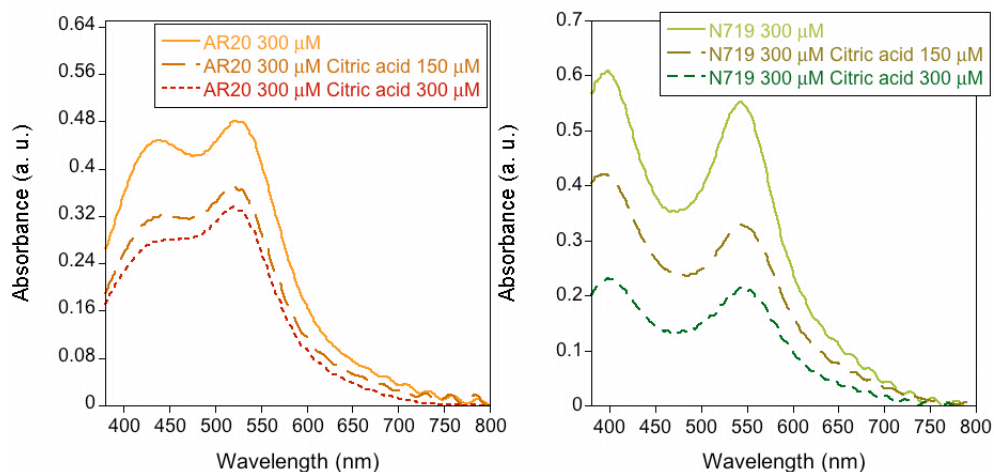 0.64
0.56
0.48
0.4
0.32
0.24
0.16
0.08
0
Absorbance (a. u.)
AR20 300 μM
AR20 300 μM Citric acid 150 μM
AR20 300 μM Citric acid 300 μM
400 450 500 550 600 650 700 750 800
Wavelength (nm)
0.7
0.6
0.5
0.4
0.3
0.2
0.1
0
Absorbance (a. u.)
N719 300 μM
N719 300 μM Citric acid 150 μM
N719 300 μM Citric acid 300 μM
400 450 500 550 600 650 700 750 800
Wavelength (nm)